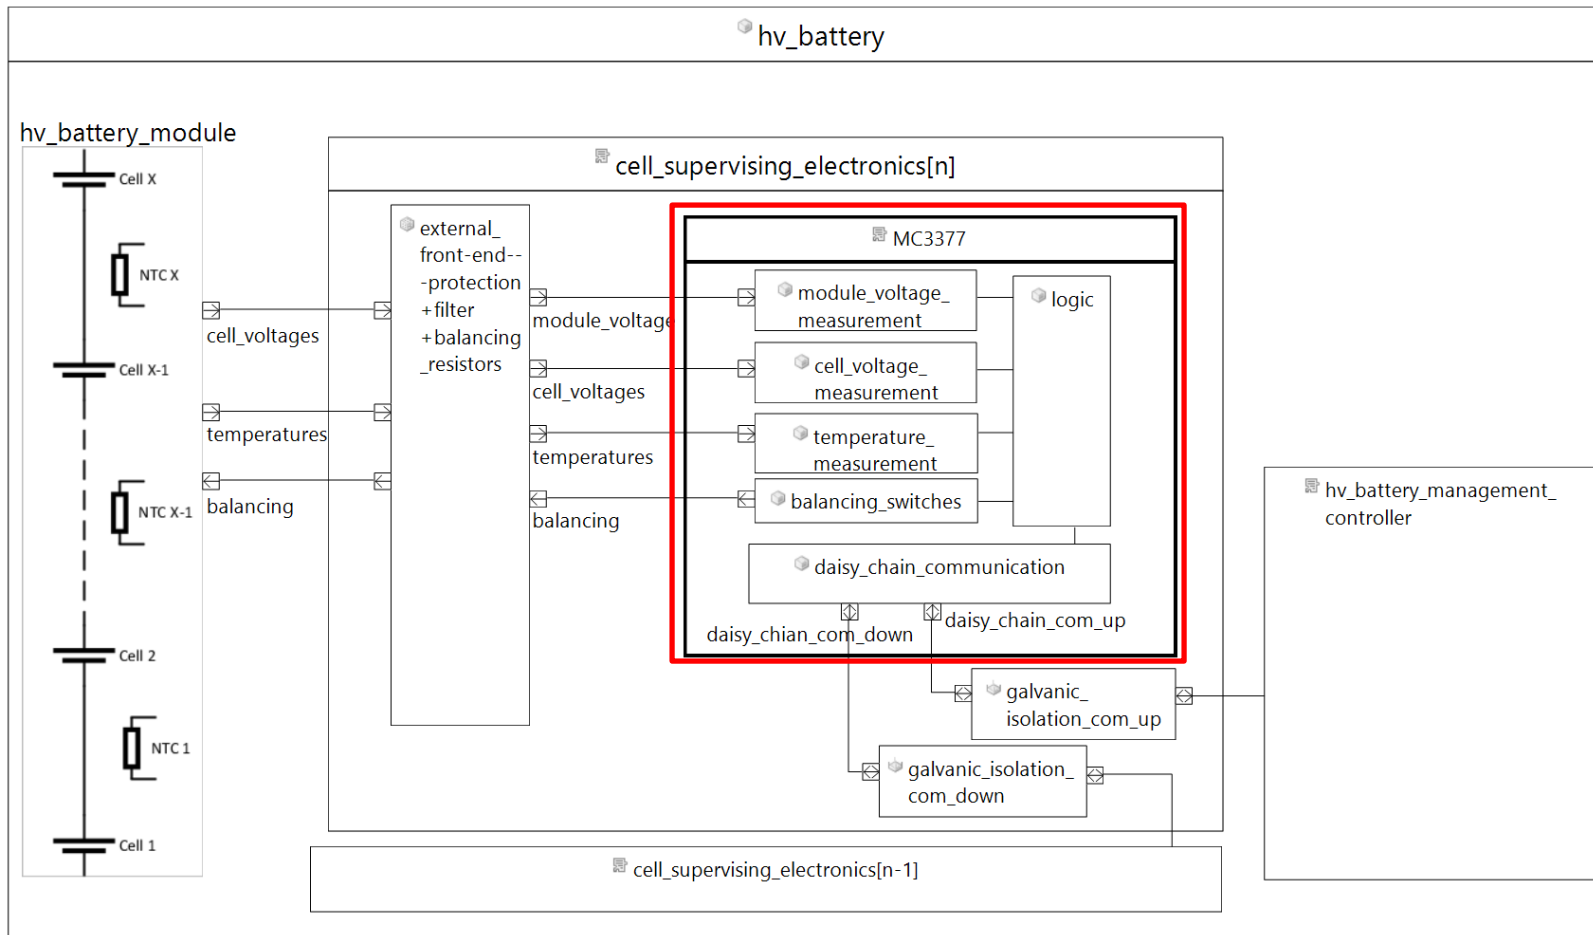 hv_battery
hv_battery_module
Cell X
NTC X
Cell X-1
NTC X-1
Cell 2
NTC 1
Cell 1
cell_voltages
temperatures
balancing
cell_supervising_electronics[n]
external_
front-end--
-protection
+filter
+balancing
_resistors
module_voltage
cell_voltages
temperatures
balancing
MC3377
module_voltage_
measurement
cell_voltage_
measurement
temperature_
measurement
balancing_switches
logic
daisy_chain_communication
daisy_chian_com_down
daisy_chain_com_up
galvanic_
isolation_com_up
galvanic_isolation_
com_down
cell_supervising_electronics[n-1]
hv_battery_management_
controller